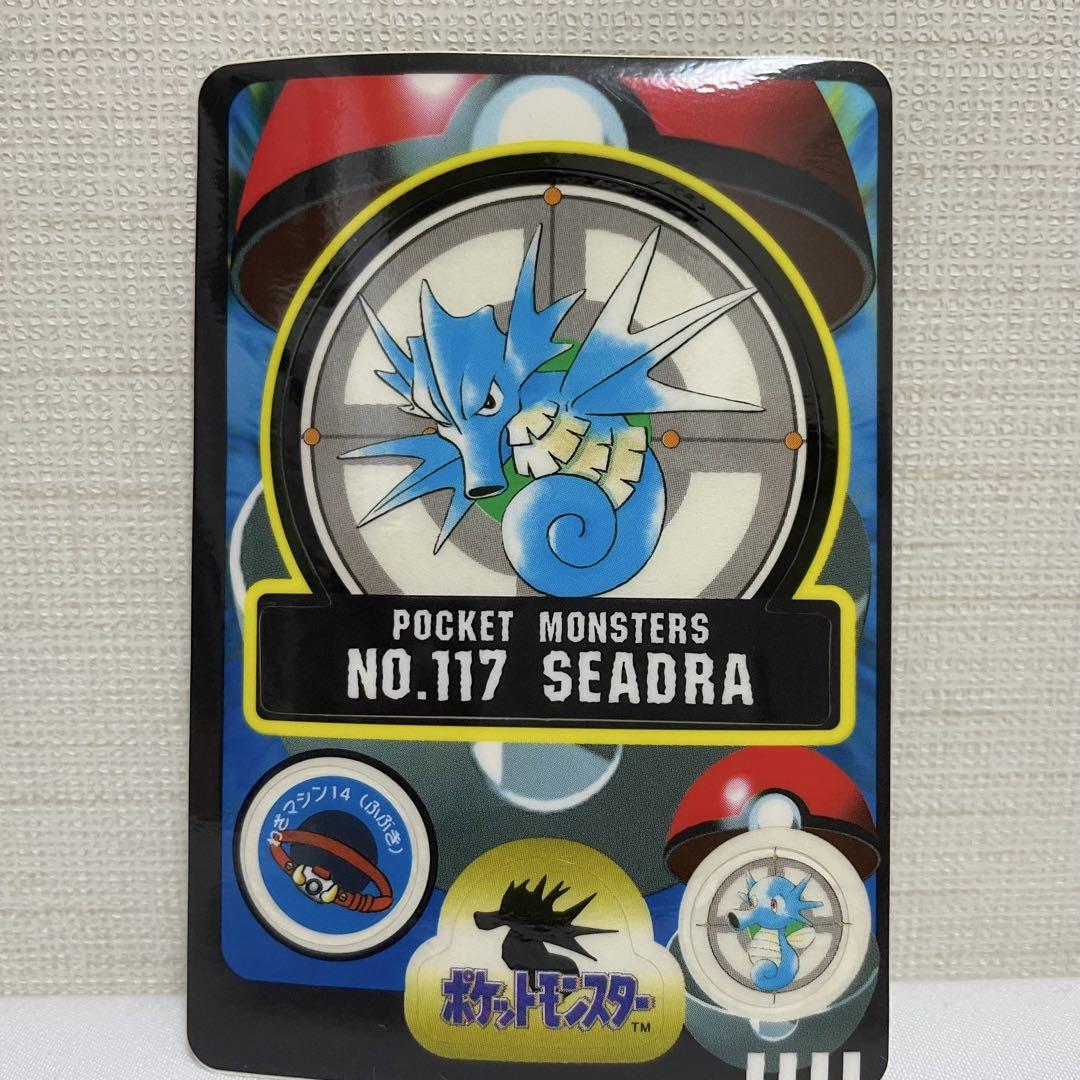 POCKET MONSTERS
NO.117 SEADRA
わざマシン14 (ふぶき)
ポケットモンスター
TM